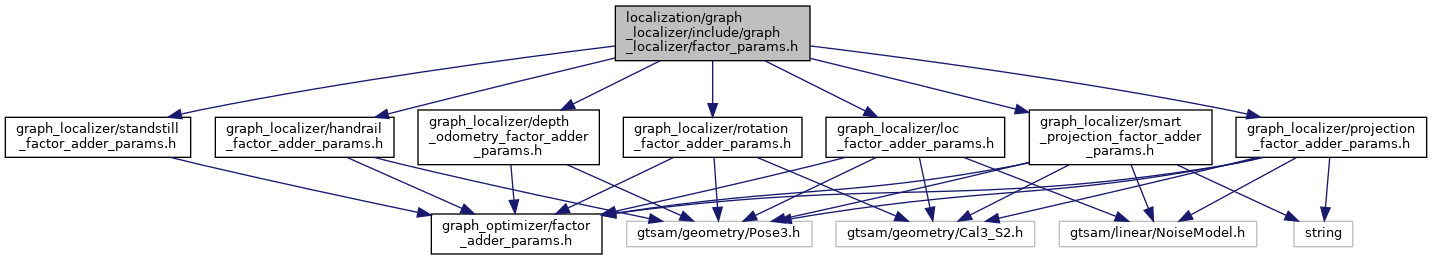 localization/graph
_localizer/include/graph
_localizer/factor_params.h
graph_localizer/standstill
_factor_adder_params.h
graph_localizer/handrail
_factor_adder_params.h
graph_localizer/depth
_odometry_factor_adder
_params.h
graph_localizer/rotation
_factor_adder_params.h
graph_localizer/loc
_factor_adder_params.h
graph_localizer/smart
_projection_factor_adder
_params.h
graph_localizer/projection
_factor_adder_params.h
graph_optimizer/factor
_adder_params.h
gtsam/geometry/Pose3.h
gtsam/geometry/Cal3_S2.h
gtsam/linear/NoiseModel.h
string